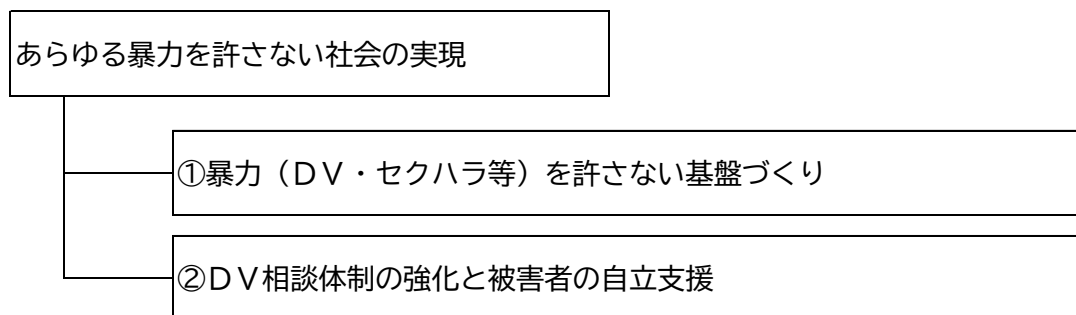 あらゆる暴力を許さない社会の実現
①暴力（ＤＶ・セクハラ等）を許さない基盤づくり
②ＤＶ相談体制の強化と被害者の自立支援